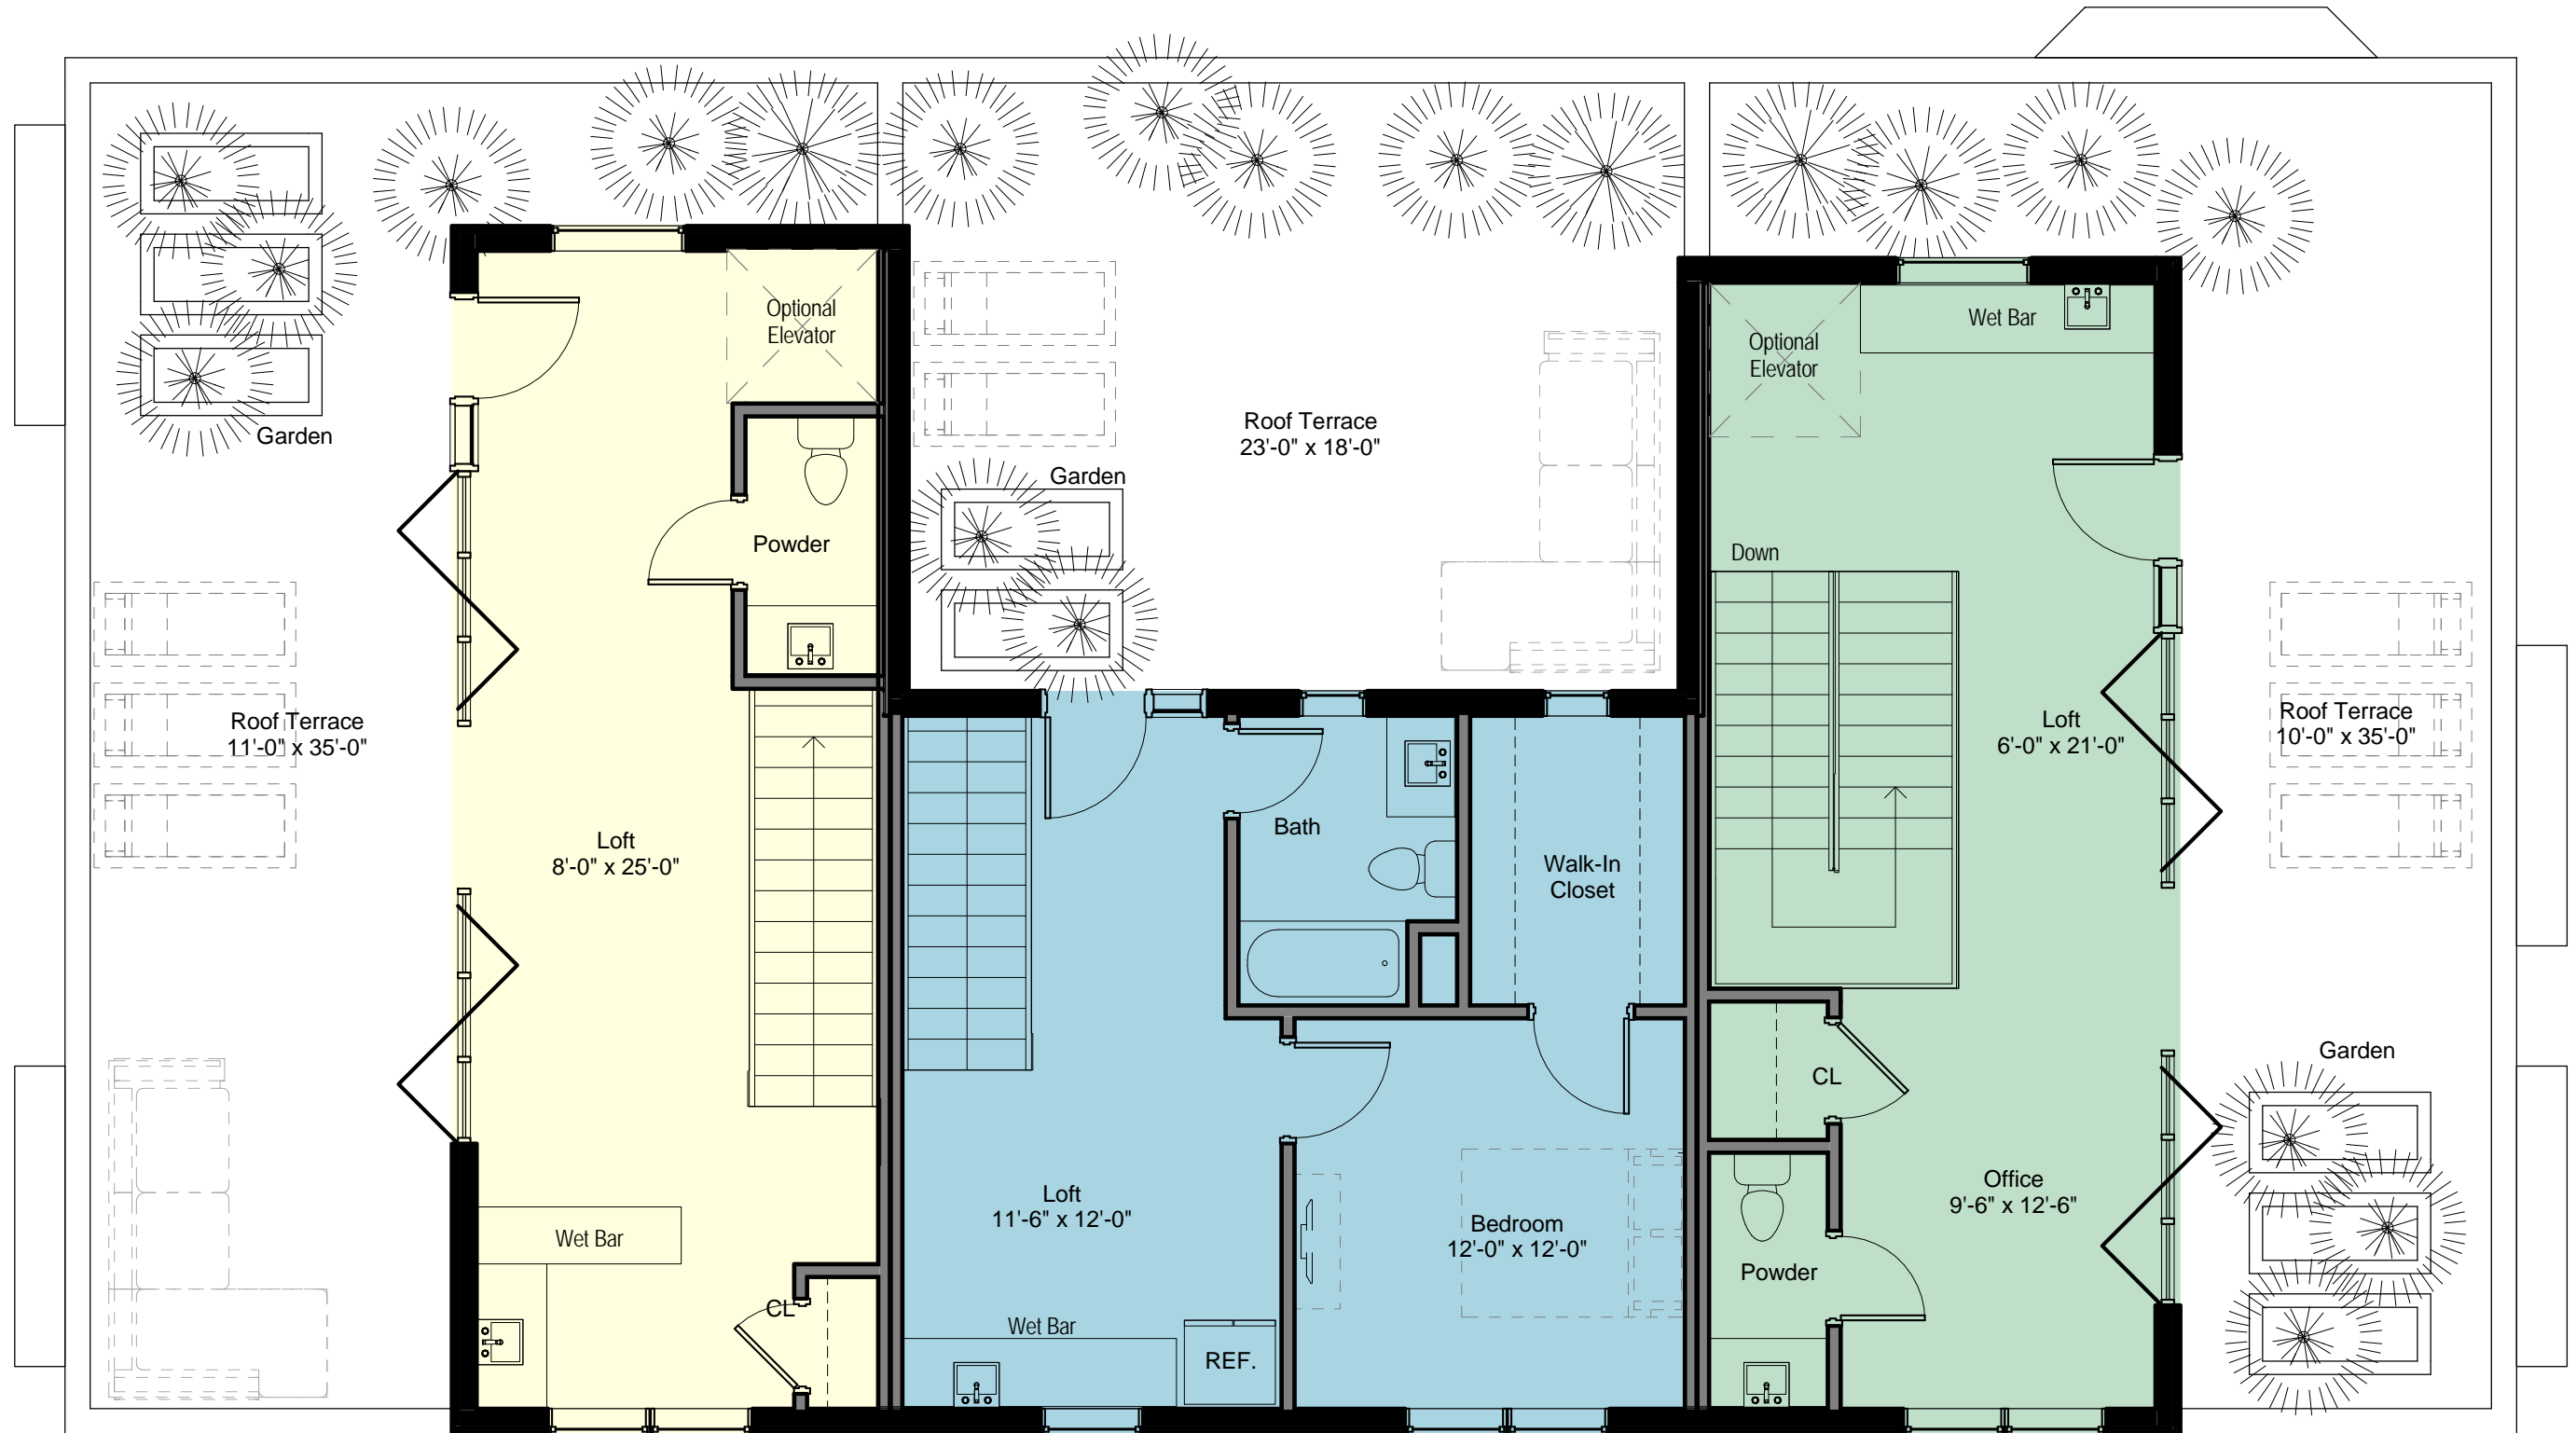 Optional
Elevator
Garden
Powder
Roof Terrace
11'-0" x 35'-0"
Loft
8'-0" x 25'-0"
Wet Bar
CL
Roof Terrace
23'-0" x 18'-0"
Garden
Bath
Walk-In
Closet
Loft
11'-6" x 12'-0"
Bedroom
12'-0" x 12'-0"
Wet Bar
REF.
Wet Bar
Optional
Elevator
Down
Loft
6'-0" x 21'-0"
Roof Terrace
10'-0" x 35'-0"
Garden
CL
Office
9'-6" x 12'-6"
Powder